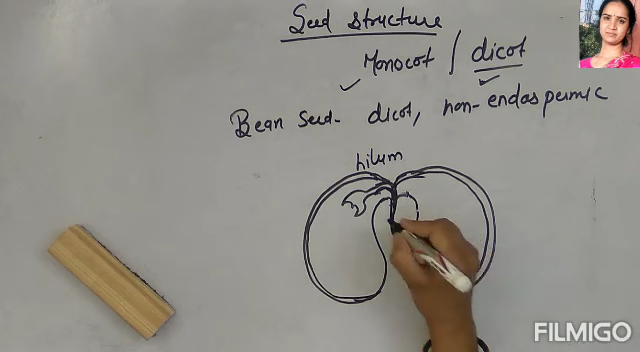 Seed structure
Monocot / dicot
Bean seed- dicot, non-endospermic
hilum
FILMIGO